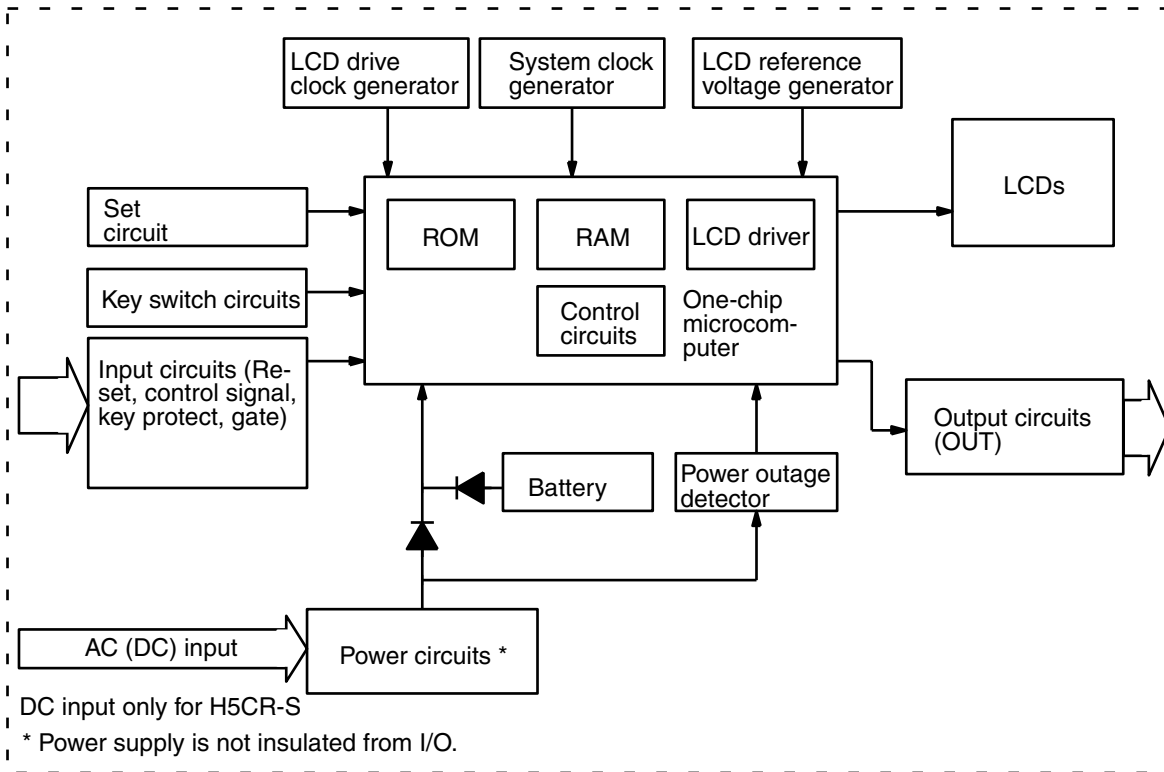 LCD drive
clock generator
System clock
generator
LCD reference
voltage generator
LCDs
Set
circuit
ROM
RAM
LCD driver
Key switch circuits
Control
circuits
One-chip
microcom-
puter
Input circuits (Re-
set, control signal,
key protect, gate)
Output circuits
(OUT)
Battery
Power outage
detector
AC (DC) input
Power circuits *
DC input only for H5CR-S
* Power supply is not insulated from I/O.